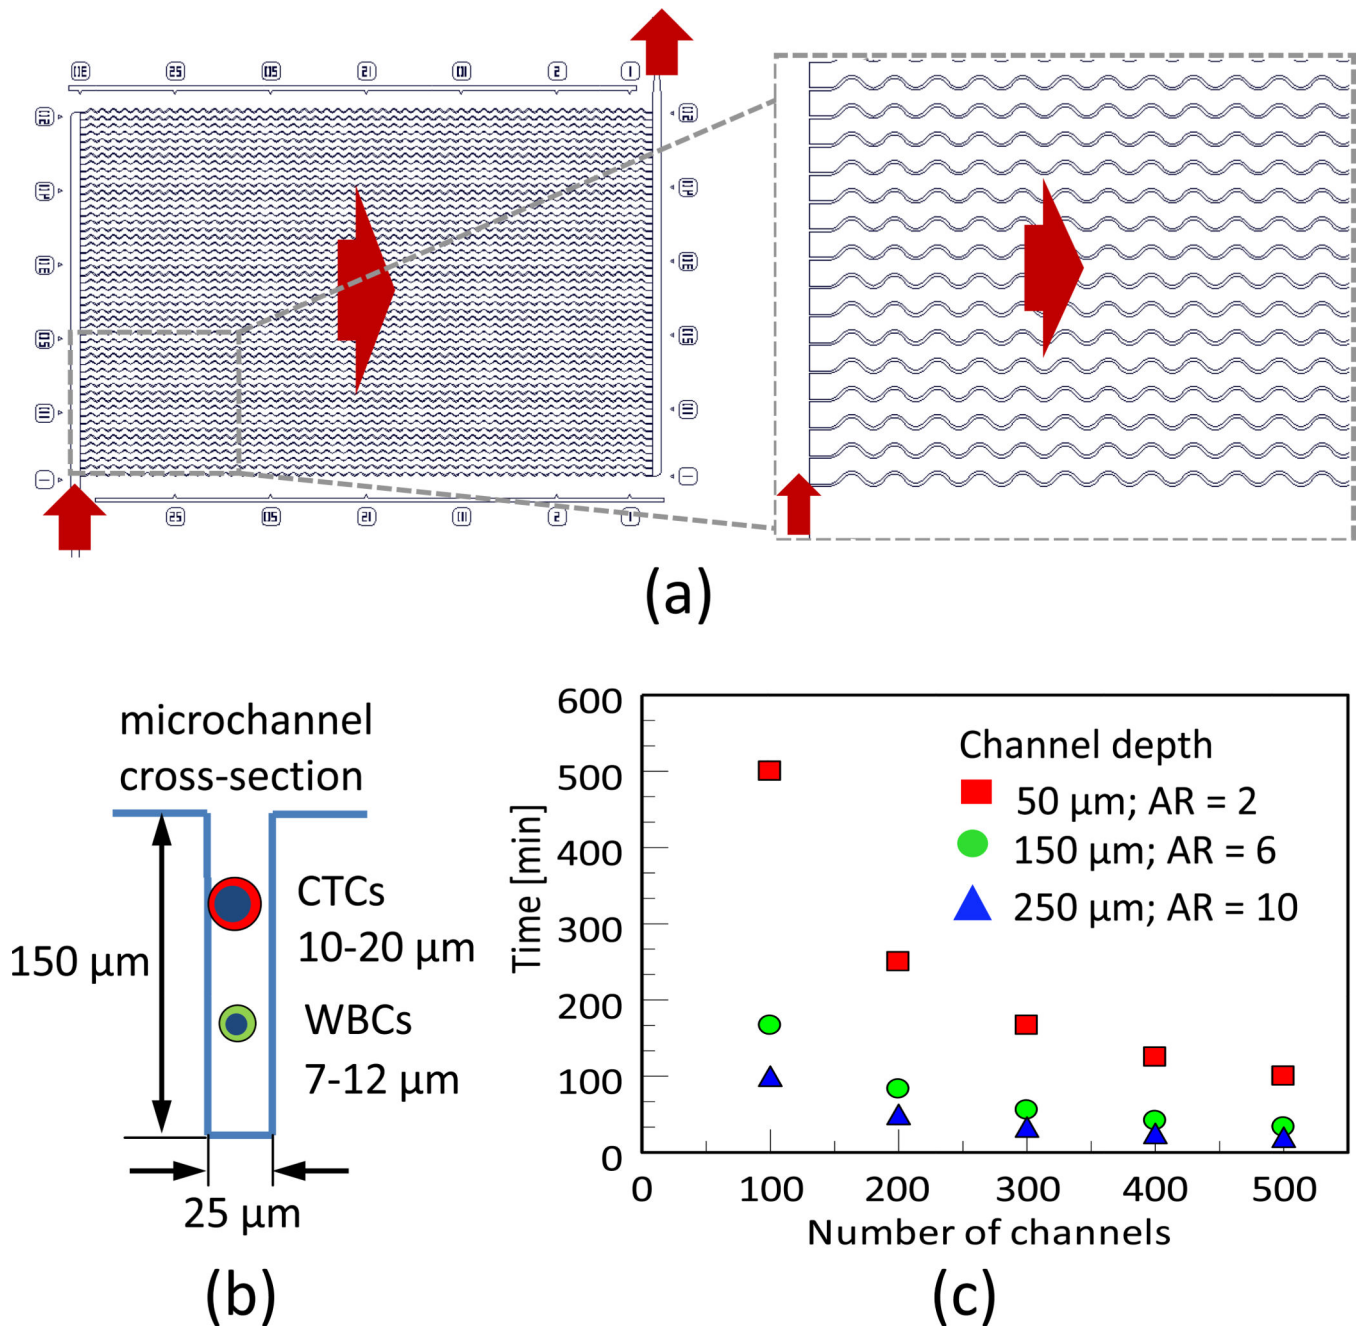 (a)
microchannel
cross-section
150 μm
CTCs
10-20 μm
WBCs
7-12 μm
25 μm
(b)
Time [min]
600
500
400
300
200
100
0
Channel depth
50 μm; AR = 2
150 μm; AR = 6
250 μm; AR = 10
0 100 200 300 400 500
Number of channels
(c)